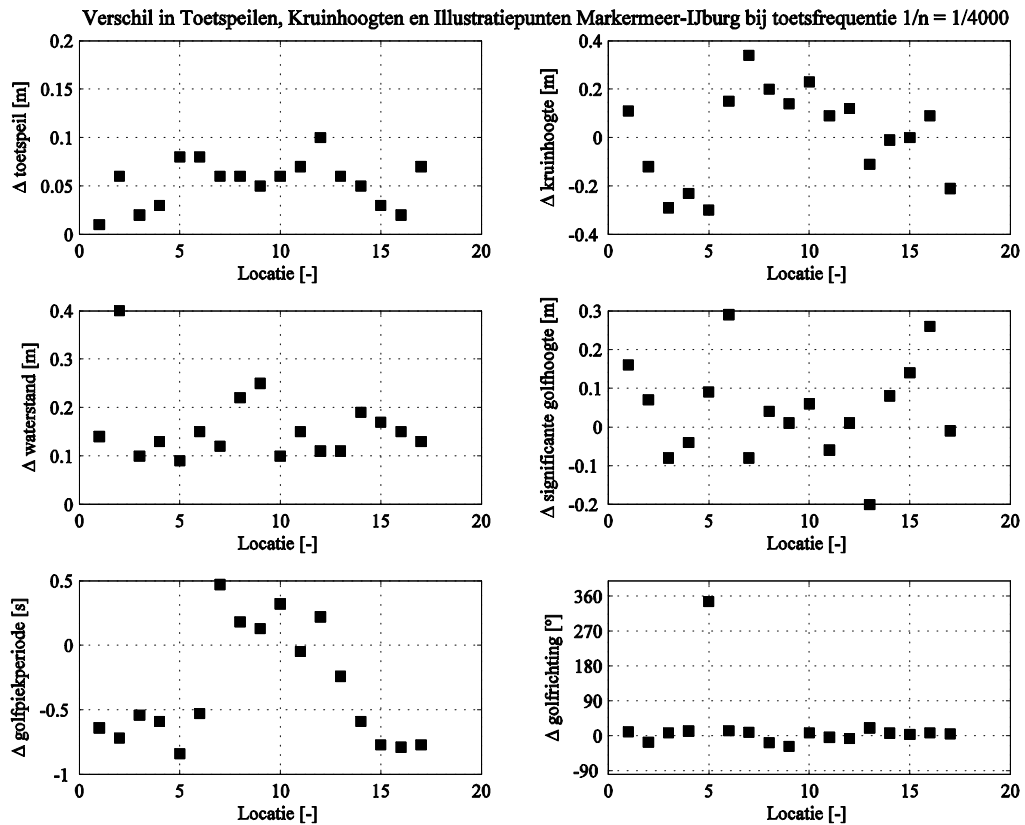 Verschil in Toetspeilen, Kruinhoogten en Illustratiepunten Markermeer-IJburg bij toetsfrequentie 1/n = 1/4000
Δ toetspeil [m]
0.2
0.15
0.1
0.05
0
0 5 10 15 20
Locatie [-]
Δ kruinhoogte [m]
0.4
0.2
0
-0.2
-0.4
0 5 10 15 20
Locatie [-]
Δ waterstand [m]
0.4
0.3
0.2
0.1
0
0 5 10 15 20
Locatie [-]
Δ significante golfhoogte [m]
0.3
0.2
0.1
0
-0.1
-0.2
0 5 10 15 20
Locatie [-]
Δ golfpiekperiode [s]
0.5
0
-0.5
-1
0 5 10 15 20
Locatie [-]
Δ golfrichting [º]
360
270
180
90
0
-90
0 5 10 15 20
Locatie [-]